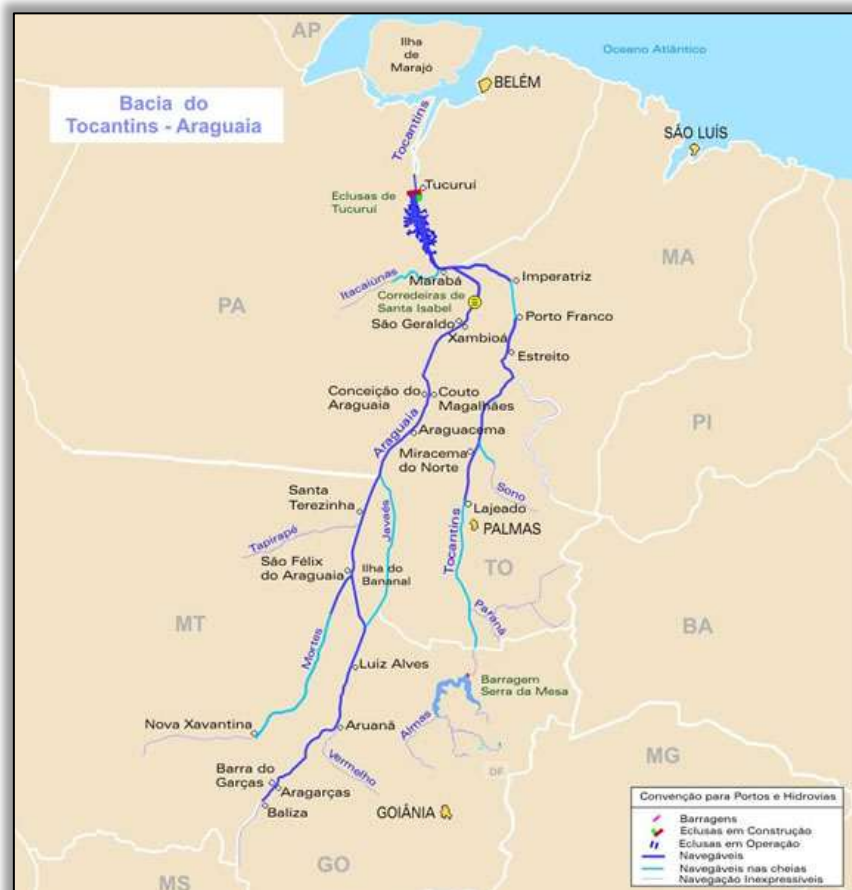 AP
Ilha
de
Marajó
Oceano Atlântico
BELÉM
Bacia do
Tocantins - Araguaia
Tocantins
SÃO LUÍS
Tucuruí
Eclusas de
Tucuruí
MA
Itacaiúnas
Marabá
Imperatriz
PA
Corredeiras de
Santa Isabel
São Geraldo
Porto Franco
Xambioá
Estreito
Conceição do
Araguaia
Couto
Magalhães
PI
Araguaia
Araguacema
Miracema
do Norte
Sono
Santa
Terezinha
Lajeado
Javaés
PALMAS
Tapirapé
Tocantins
São Félix
do Araguaia
Ilha do
Bananal
TO
MT
Paranã
BA
Mortes
Luiz Alves
Barragem
Serra da Mesa
Nova Xavantina
Aruanã
Almas
MG
Vermelho
DF
Barra do
Garças
Aragarças
Baliza
GOIÂNIA
MS
GO
Convenção para Portos e Hidrovias
Barragens
Eclusas em Construção
Eclusas em Operação
Navegáveis
Navegáveis nas cheias
Navegação Inexpressíveis